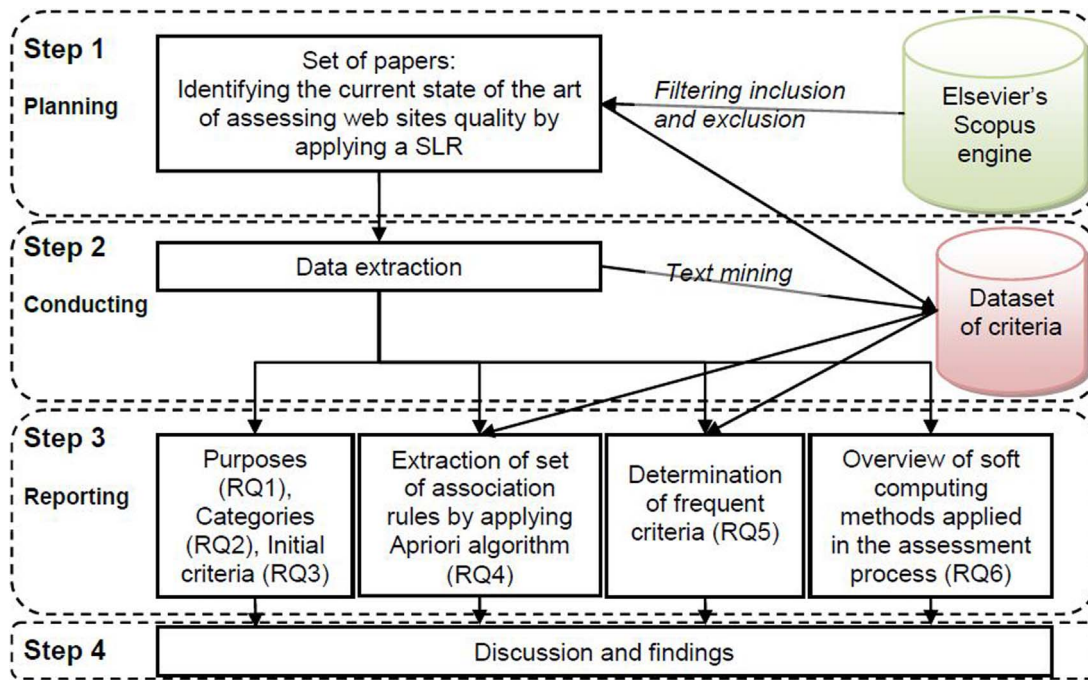 Step 1
Planning
Set of papers:
Identifying the current state of the art
of assessing web sites quality by
applying a SLR
Filtering inclusion
and exclusion
Elsevier's
Scopus
engine
Step 2
Conducting
Data extraction
Text mining
Dataset
of criteria
Step 3
Reporting
Purposes
(RQ1),
Categories
(RQ2), Initial
criteria (RQ3)
Extraction of set
of association
rules by applying
Apriori algorithm
(RQ4)
Determination
of frequent
criteria (RQ5)
Overview of soft
computing
methods applied
in the assessment
process (RQ6)
Step 4
Discussion and findings